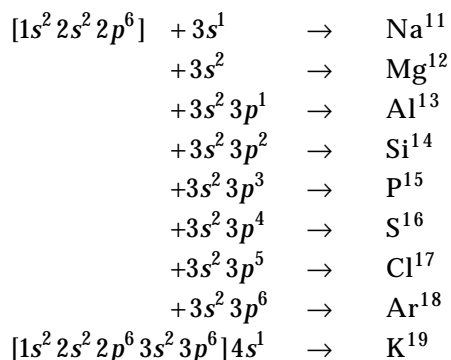 [1s² 2s² 2p⁶] + 3s¹ → Na¹¹
+3s² → Mg¹²
+3s² 3p¹ → Al¹³
+3s² 3p² → Si¹⁴
+3s² 3p³ → P¹⁵
+3s² 3p⁴ → S¹⁶
+3s² 3p⁵ → Cl¹⁷
+3s² 3p⁶ → Ar¹⁸
[1s² 2s² 2p⁶ 3s² 3p⁶]4s¹ → K¹⁹